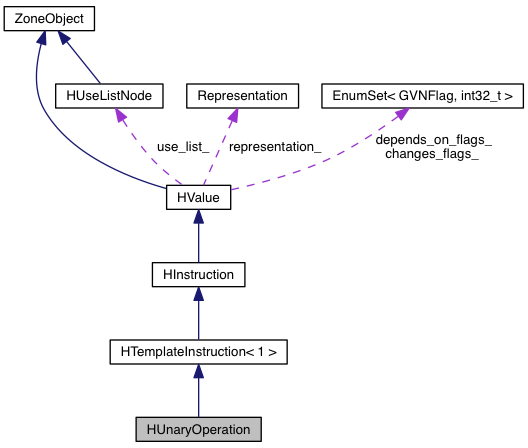 ZoneObject
HUseListNode
Representation
EnumSet< GVNFlag, int32_t >
use_list_
representation_
depends_on_flags_
changes_flags_
HValue
HInstruction
HTemplateInstruction< 1 >
HUnaryOperation